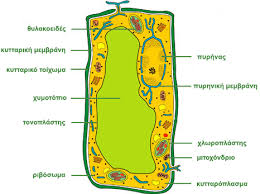 θυλακοειδές
κυτταρική μεμβράνη
κυτταρικό τοίχωμα
χυμοτόπιο
τονοπλάστης
ριβόσωμα
πυρήνας
πυρηνική μεμβράνη
χλωροπλάστης
μιτοχόνδριο
κυτταρόπλασμα